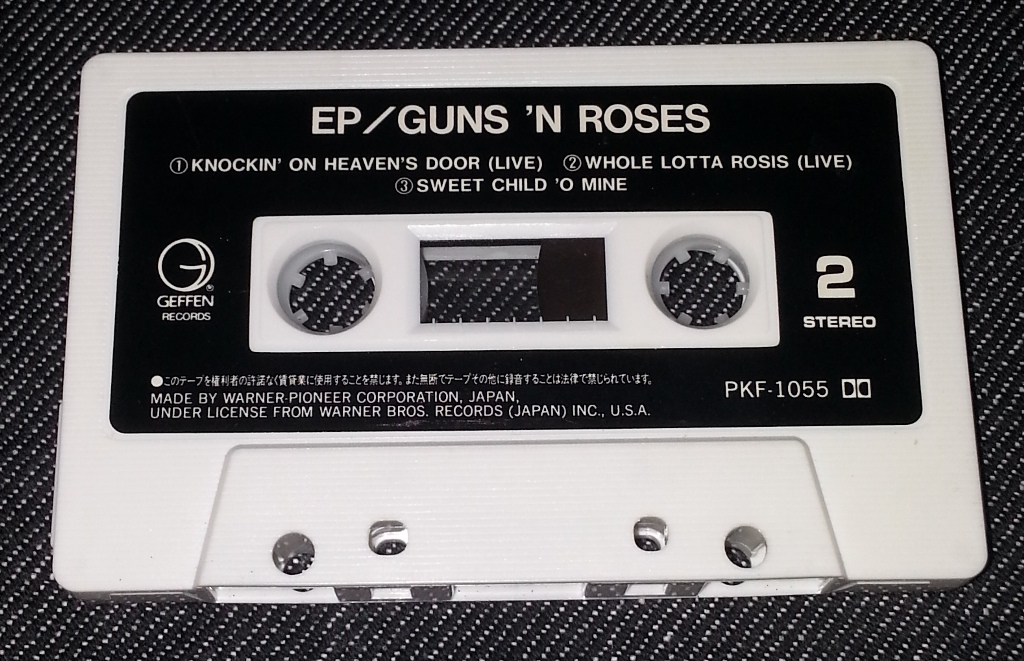 EP/GUNS 'N ROSES
①KNOCKIN' ON HEAVEN'S DOOR (LIVE) ②WHOLE LOTTA ROSIS (LIVE)
③SWEET CHILD 'O MINE
GEFFEN
RECORDS
®
2
STEREO
●このテープを権利者の許諾なく賃貸業に使用することを禁じます。また無断でテープその他に録音することは法律で禁じられています。
MADE BY WARNER-PIONEER CORPORATION, JAPAN,
UNDER LICENSE FROM WARNER BROS. RECORDS (JAPAN) INC., U.S.A.
PKF-1055